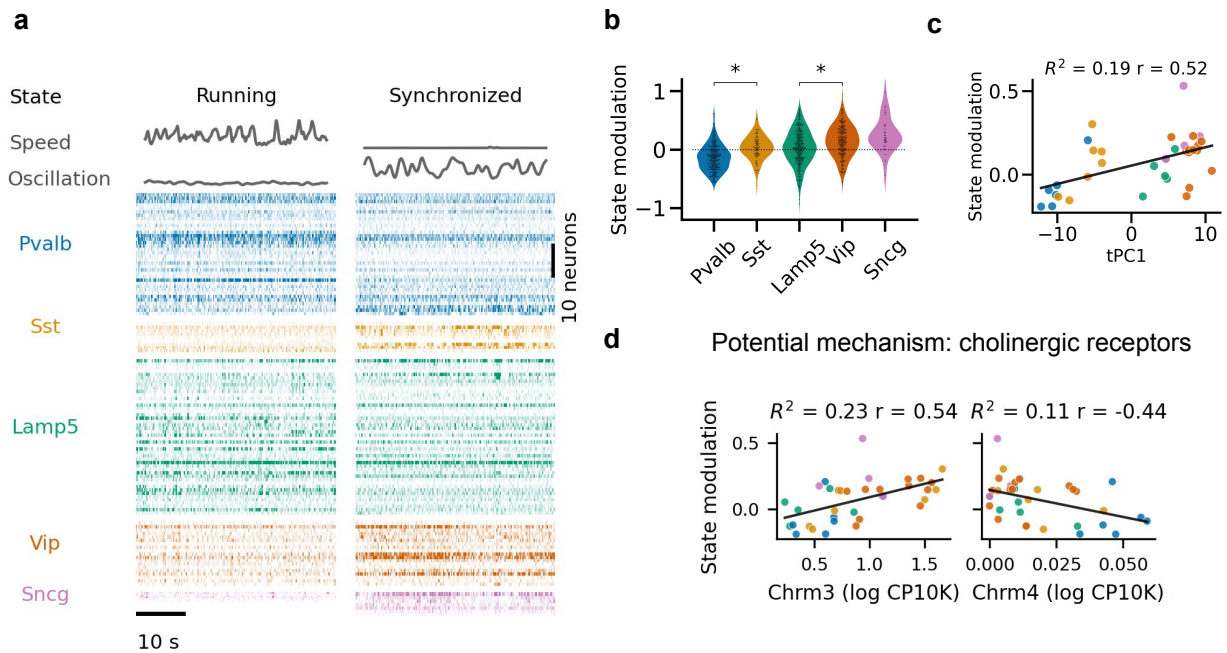 a
State
Running
Synchronized
Speed
Oscillation
Pvalb
Sst
Lamp5
Vip
Sncg
10 neurons
10 s
b
State modulation
1
0
−1
*
*
Pvalb
Sst
Lamp5
Vip
Sncg
c
R² = 0.19 r = 0.52
State modulation
0.5
0.0
−10
0
10
tPC1
d
Potential mechanism: cholinergic receptors
R² = 0.23 r = 0.54
R² = 0.11 r = -0.44
State modulation
0.5
0.0
0.5
1.0
1.5
Chrm3 (log CP10K)
0.000
0.025
0.050
Chrm4 (log CP10K)